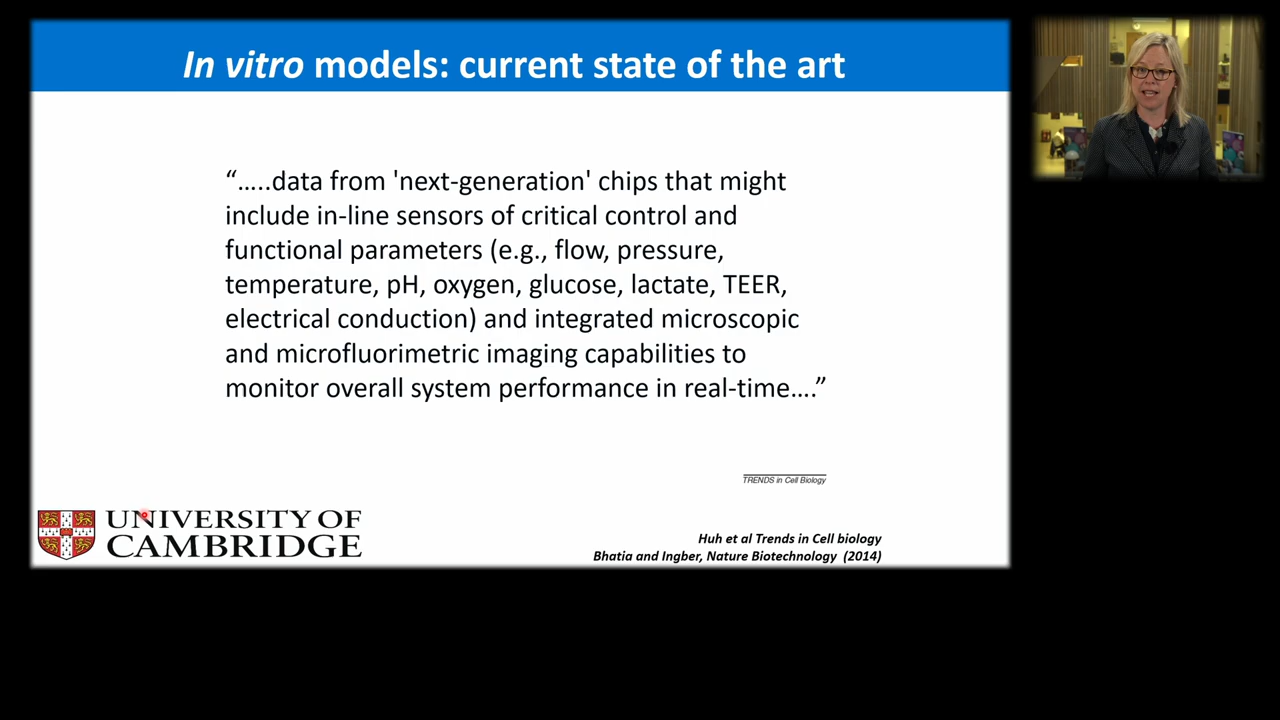 In vitro models: current state of the art
“…..data from 'next-generation' chips that might
include in-line sensors of critical control and
functional parameters (e.g., flow, pressure,
temperature, pH, oxygen, glucose, lactate, TEER,
electrical conduction) and integrated microscopic
and microfluorimetric imaging capabilities to
monitor overall system performance in real-time….”
TRENDS in Cell Biology
UNIVERSITY OF
CAMBRIDGE
Huh et al Trends in Cell biology
Bhatia and Ingber, Nature Biotechnology (2014)